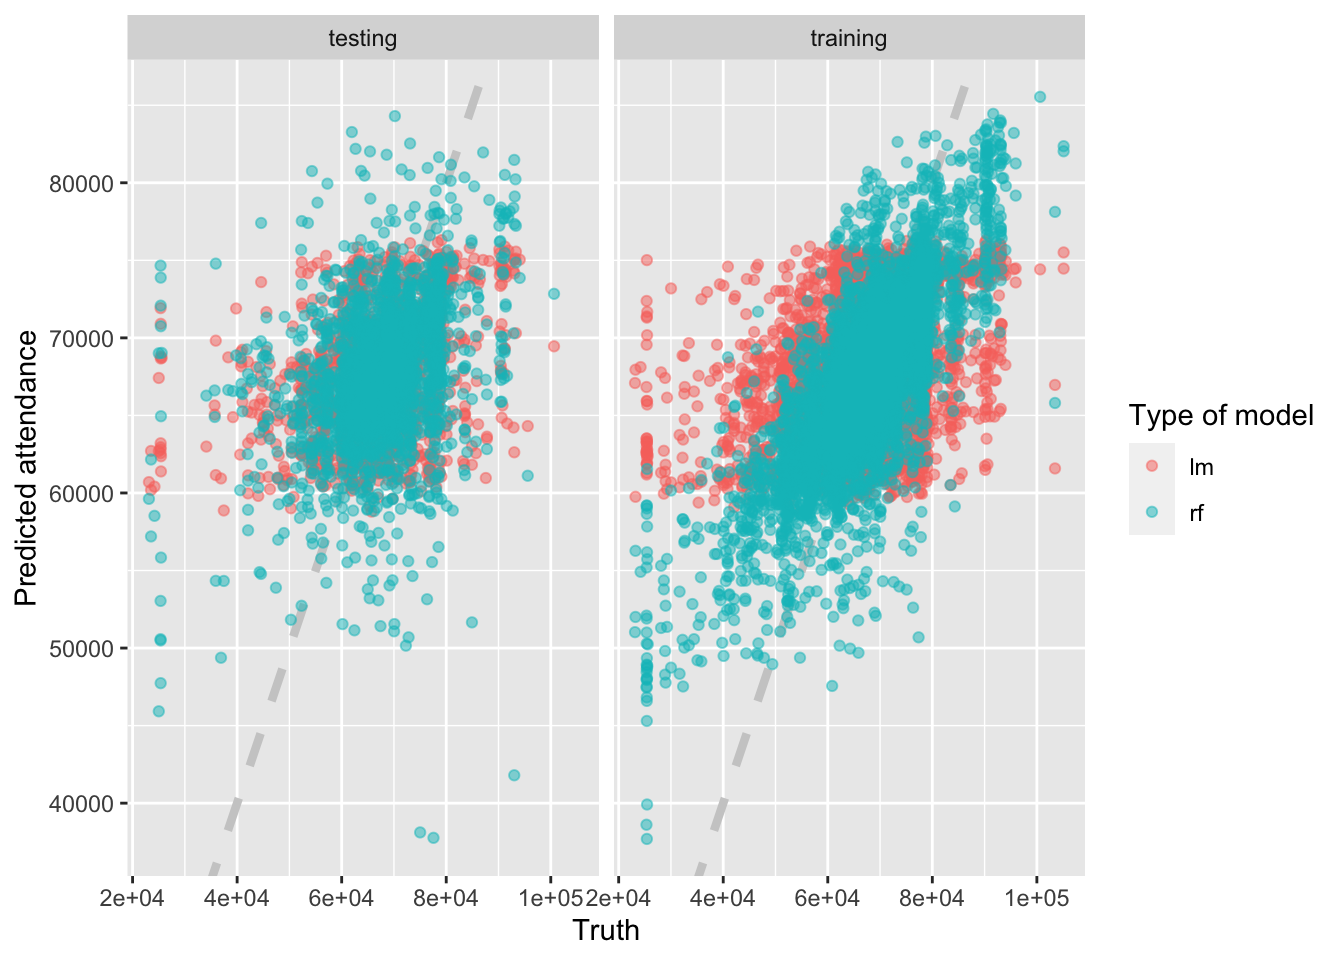 testing training
Predicted attendance
80000
70000
60000
50000
40000
2e+04 4e+04 6e+04 8e+04 1e+05 2e+04 4e+04 6e+04 8e+04 1e+05
Truth
Type of model
lm
rf